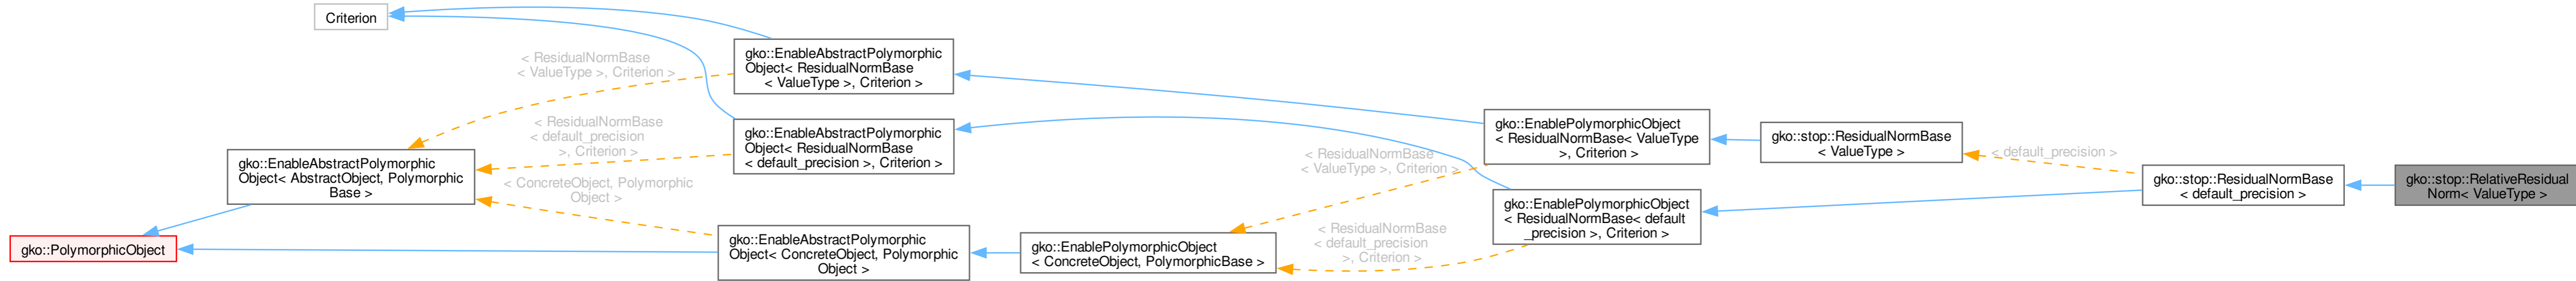 Criterion
gko::EnableAbstractPolymorphic
Object< ResidualNormBase
< ValueType >, Criterion >
< ResidualNormBase
< ValueType >, Criterion >
< ResidualNormBase
< default_precision
>, Criterion >
gko::EnableAbstractPolymorphic
Object< ResidualNormBase
< default_precision >, Criterion >
gko::EnableAbstractPolymorphic
Object< AbstractObject, Polymorphic
Base >
< ConcreteObject, Polymorphic
Object >
gko::PolymorphicObject
gko::EnableAbstractPolymorphic
Object< ConcreteObject, Polymorphic
Object >
gko::EnablePolymorphicObject
< ConcreteObject, PolymorphicBase >
< ResidualNormBase
< ValueType >, Criterion >
< ResidualNormBase
< default_precision
>, Criterion >
gko::EnablePolymorphicObject
< ResidualNormBase< ValueType
>, Criterion >
gko::EnablePolymorphicObject
< ResidualNormBase< default
_precision >, Criterion >
gko::stop::ResidualNormBase
< ValueType >
< default_precision >
gko::stop::ResidualNormBase
< default_precision >
gko::stop::RelativeResidual
Norm< ValueType >